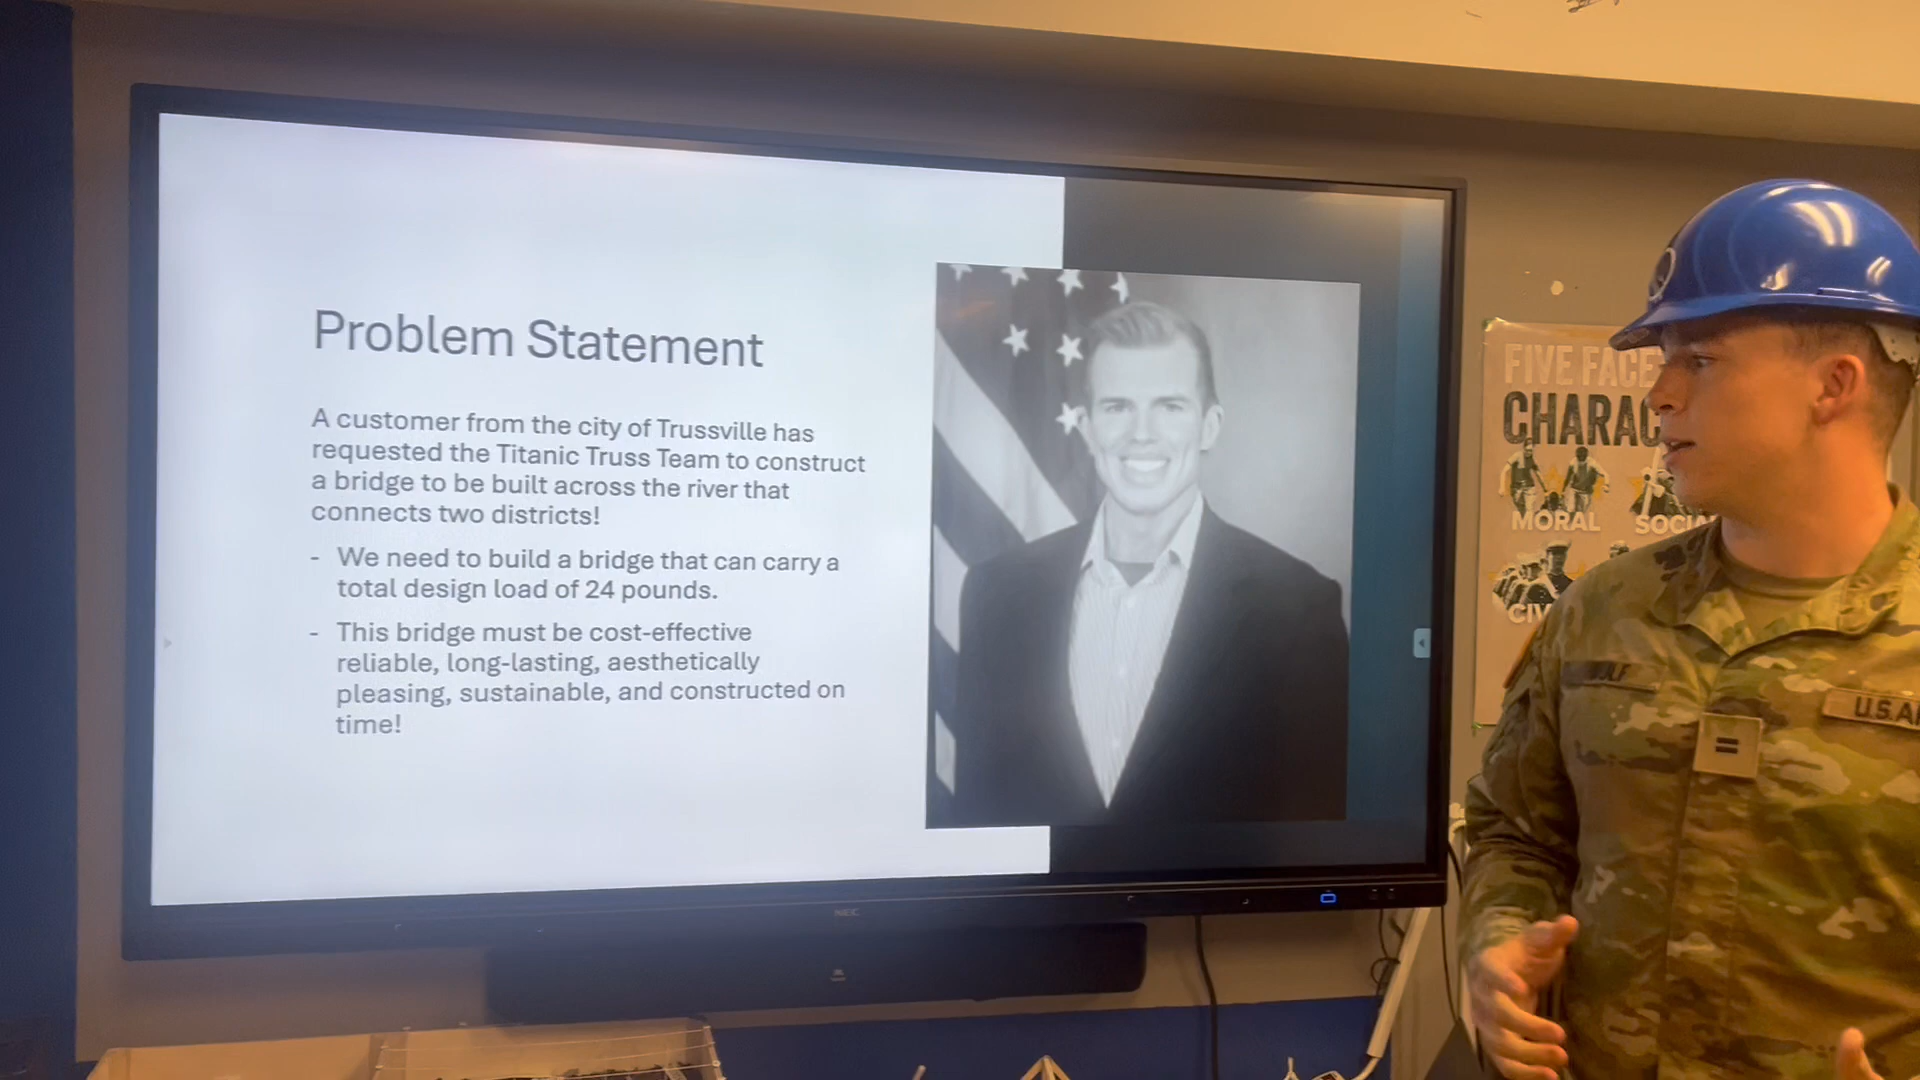 Problem Statement
A customer from the city of Trussville has
requested the Titanic Truss Team to construct
a bridge to be built across the river that
connects two districts!
- We need to build a bridge that can carry a
total design load of 24 pounds.
- This bridge must be cost-effective
reliable, long-lasting, aesthetically
pleasing, sustainable, and constructed on
time!
NEC
FIVE FACE
CHARAC
MORAL SOCIA
CIV
U.S.A